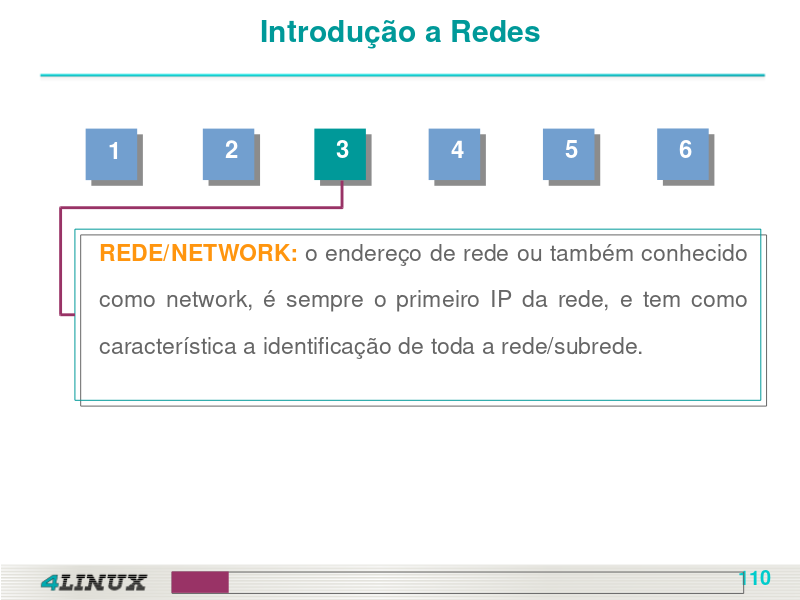 Introdução a Redes
1 2 3 4 5 6
REDE/NETWORK: o endereço de rede ou também conhecido
como network, é sempre o primeiro IP da rede, e tem como
característica a identificação de toda a rede/subrede.
4LINUX
110